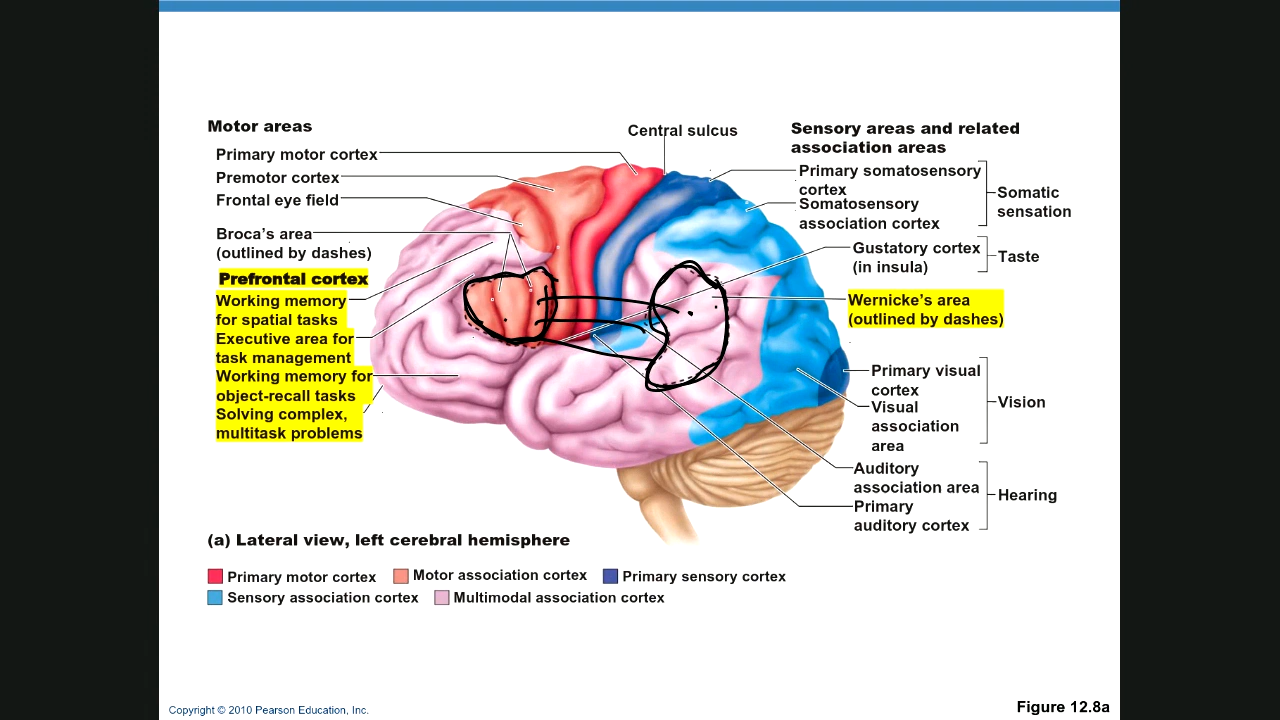 Motor areas
Primary motor cortex
Premotor cortex
Frontal eye field
Broca's area
(outlined by dashes)
Prefrontal cortex
Working memory
for spatial tasks
Executive area for
task management
Working memory for
object-recall tasks
Solving complex,
multitask problems
Central sulcus
Sensory areas and related
association areas
Primary somatosensory
cortex
Somatosensory
association cortex
Somatic
sensation
Gustatory cortex
(in insula)
Taste
Wernicke's area
(outlined by dashes)
Primary visual
cortex
Visual
association
area
Vision
Auditory
association area
Primary
auditory cortex
Hearing
(a) Lateral view, left cerebral hemisphere
Primary motor cortex
Motor association cortex
Primary sensory cortex
Sensory association cortex
Multimodal association cortex
Copyright © 2010 Pearson Education, Inc.
Figure 12.8a